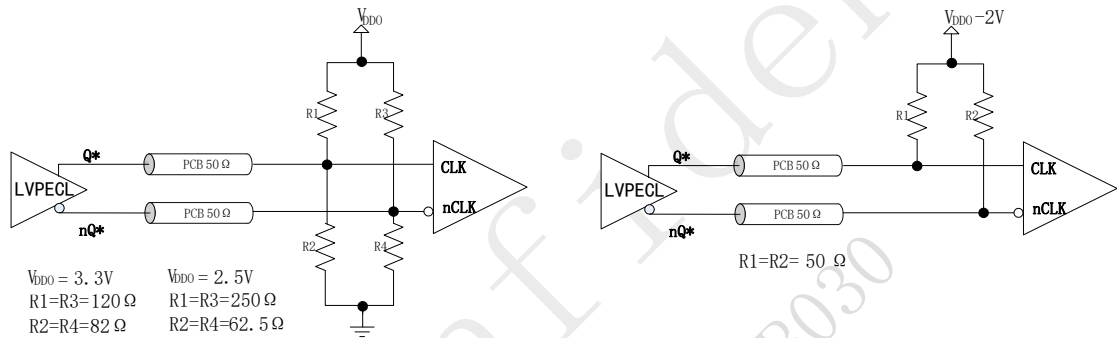 VDDO
R1
R3
Q*
PCB 50 Ω
CLK
LVPECL
PCB 50 Ω
nCLK
nQ*
R2
R4
VDDO = 3.3V
R1=R3=120 Ω
R2=R4=82 Ω
VDDO = 2.5V
R1=R3=250 Ω
R2=R4=62.5 Ω
VDDO-2V
R1
R2
Q*
PCB 50 Ω
CLK
LVPECL
PCB 50 Ω
nCLK
nQ*
R1=R2= 50 Ω